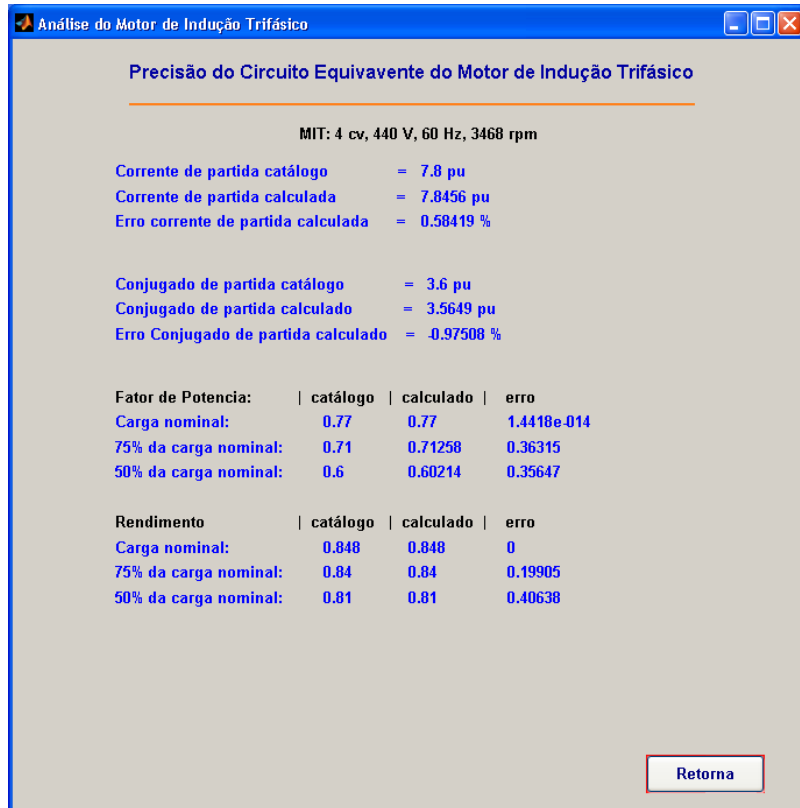 Análise do Motor de Indução Trifásico
Precisão do Circuito Equivavente do Motor de Indução Trifásico
MIT: 4 cv, 440 V, 60 Hz, 3468 rpm
Corrente de partida catálogo = 7.8 pu
Corrente de partida calculada = 7.8456 pu
Erro corrente de partida calculada = 0.58419 %
Conjugado de partida catálogo = 3.6 pu
Conjugado de partida calculado = 3.5649 pu
Erro Conjugado de partida calculado = -0.97508 %
Fator de Potencia: | catálogo | calculado | erro
Carga nominal: 0.77 0.77 1.4418e-014
75% da carga nominal: 0.71 0.71258 0.36315
50% da carga nominal: 0.6 0.60214 0.35647
Rendimento | catálogo | calculado | erro
Carga nominal: 0.848 0.848 0
75% da carga nominal: 0.84 0.84 0.19905
50% da carga nominal: 0.81 0.81 0.40638
Retorna